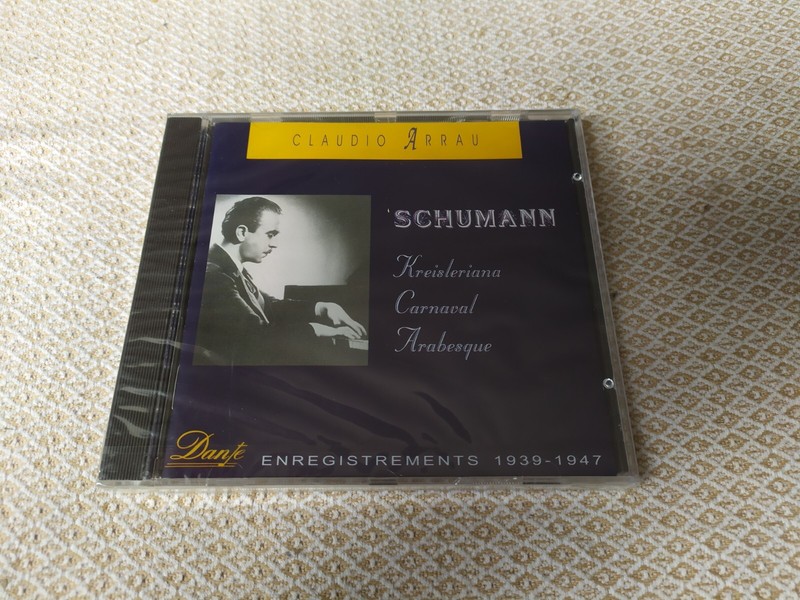 CLAUDIO ARRAU
SCHUMANN
Kreisleriana
Carnaval
Arabesque
Dante
ENREGISTREMENTS 1939-1947